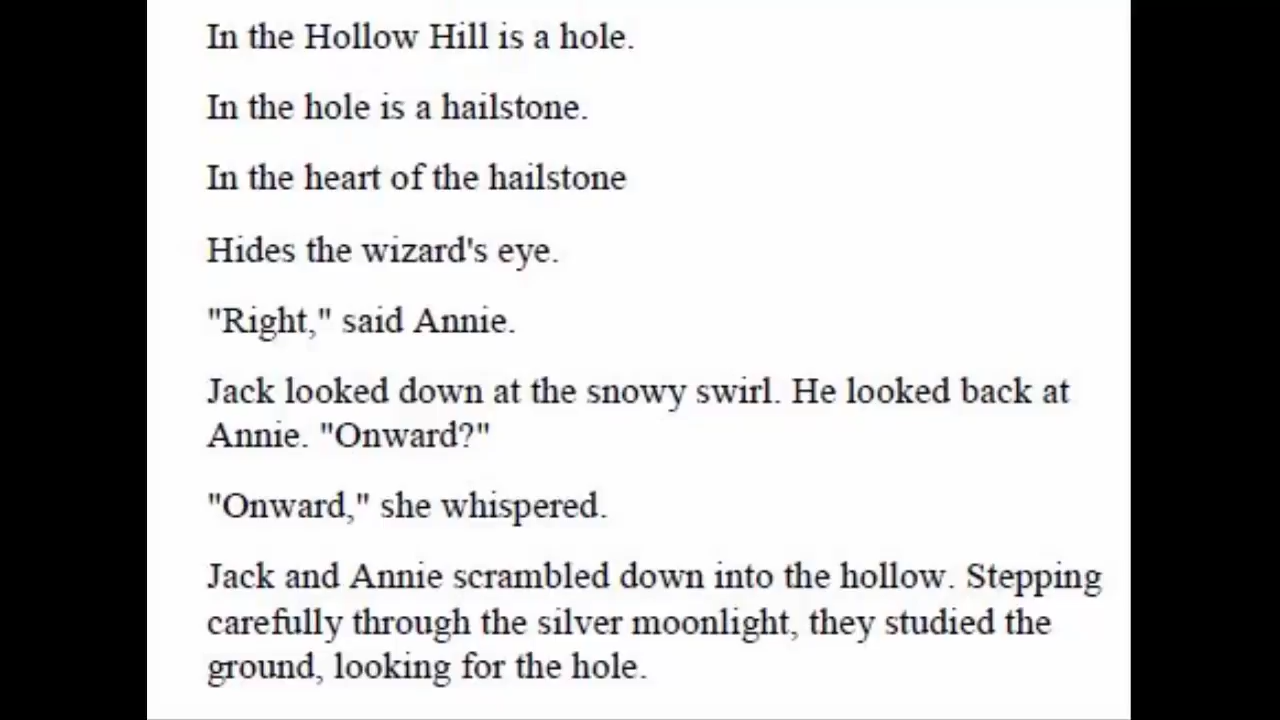 In the Hollow Hill is a hole.
In the hole is a hailstone.
In the heart of the hailstone
Hides the wizard's eye.
"Right," said Annie.
Jack looked down at the snowy swirl. He looked back at
Annie. "Onward?"
"Onward," she whispered.
Jack and Annie scrambled down into the hollow. Stepping
carefully through the silver moonlight, they studied the
ground, looking for the hole.